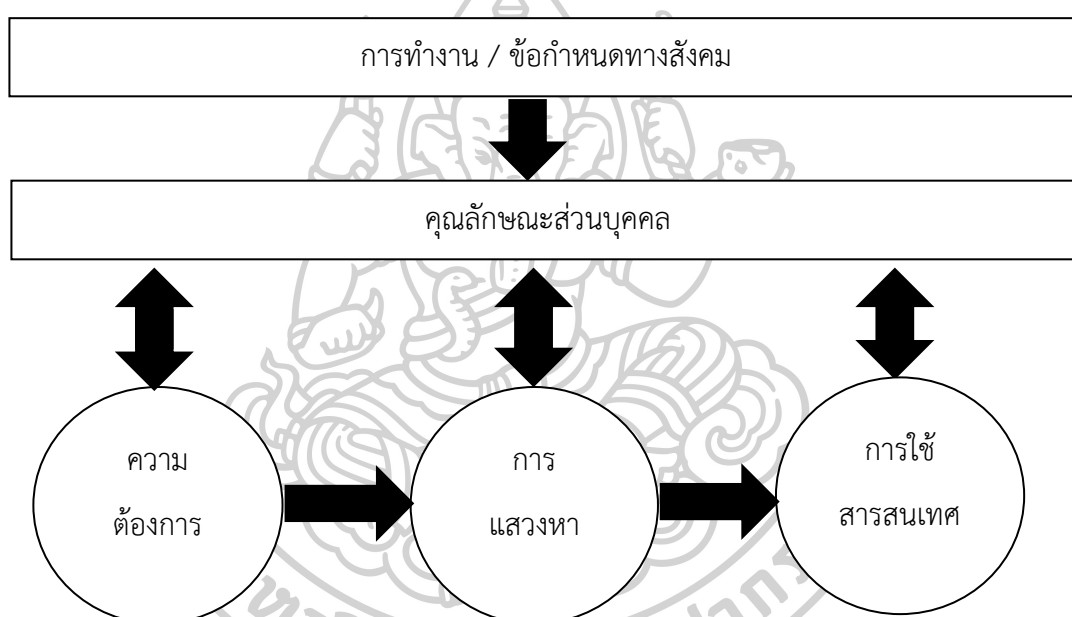 การทำงาน / ข้อกำหนดทางสังคม
คุณลักษณะส่วนบุคคล
ความ
ต้องการ
การ
แสวงหา
การใช้
สารสนเทศ